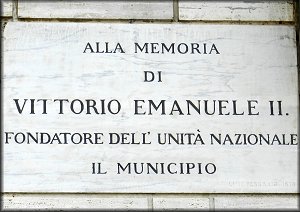 ALLA MEMORIA
DI
VITTORIO EMANUELE II.
FONDATORE DELL' UNITÀ NAZIONALE
IL MUNICIPIO